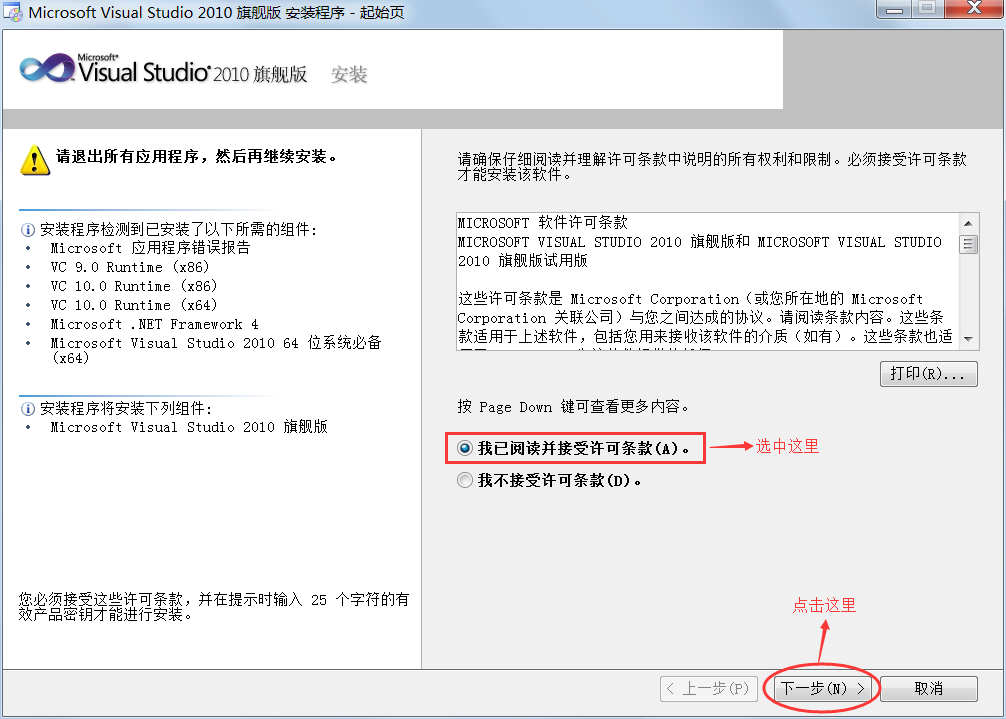 Microsoft Visual Studio 2010 旗舰版 安装程序 - 起始页
Microsoft®
Visual Studio® 2010 旗舰版 安装
请退出所有应用程序，然后再继续安装。
安装程序检测到已安装了以下所需的组件:
• Microsoft 应用程序错误报告
• VC 9.0 Runtime (x86)
• VC 10.0 Runtime (x86)
• VC 10.0 Runtime (x64)
• Microsoft .NET Framework 4
• Microsoft Visual Studio 2010 64 位系统必备
(x64)
安装程序将安装下列组件:
• Microsoft Visual Studio 2010 旗舰版
您必须接受这些许可条款，并在提示时输入 25 个字符的有
效产品密钥才能进行安装。
请确保仔细阅读并理解许可条款中说明的所有权利和限制。必须接受许可条款
才能安装该软件。
MICROSOFT 软件许可条款
MICROSOFT VISUAL STUDIO 2010 旗舰版和 MICROSOFT VISUAL STUDIO
2010 旗舰版试用版
这些许可条款是 Microsoft Corporation（或您所在地的 Microsoft
Corporation 关联公司）与您之间达成的协议。请阅读条款内容。这些条
款适用于上述软件，包括您用来接收该软件的介质（如有）。这些条款也适
打印(R)...
按 Page Down 键可查看更多内容。
我已阅读并接受许可条款(A)。
选中这里
我不接受许可条款(D)。
点击这里
< 上一步(P)
下一步(N) >
取消